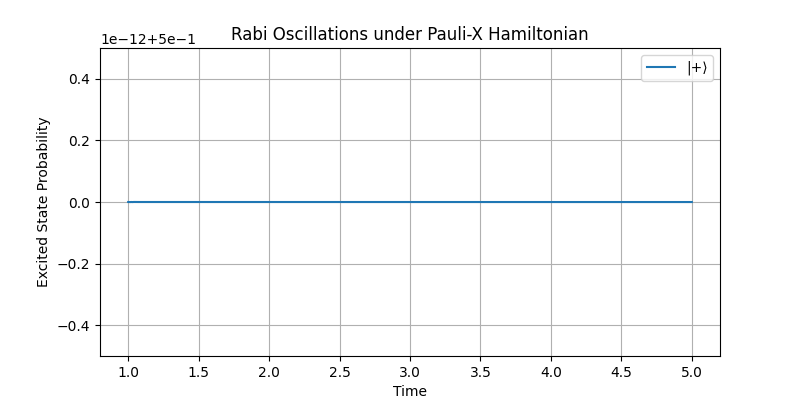 Rabi Oscillations under Pauli-X Hamiltonian
1e−12+5e−1
|+⟩
0.4
0.2
0.0
−0.2
−0.4
Excited State Probability
1.0 1.5 2.0 2.5 3.0 3.5 4.0 4.5 5.0
Time